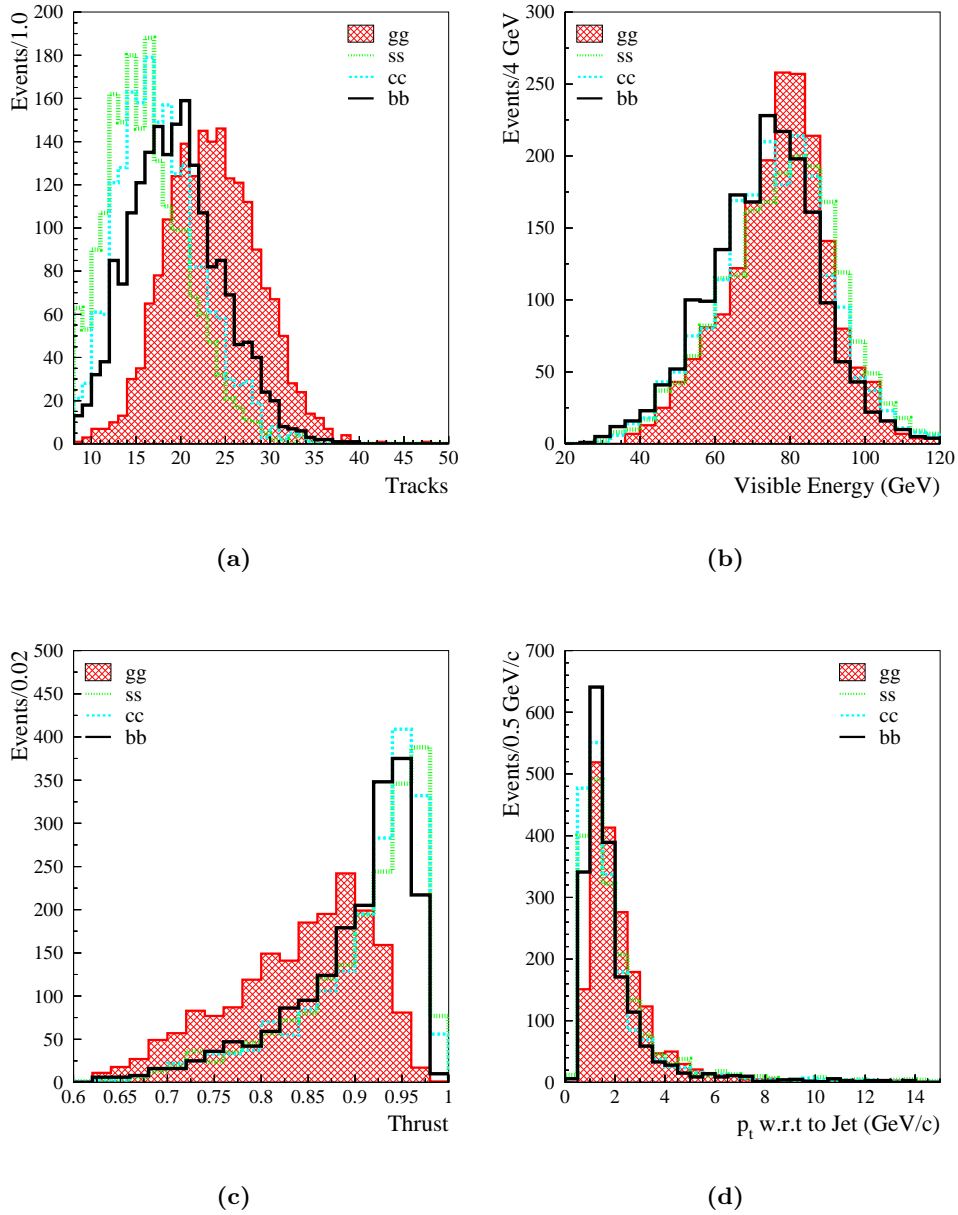 Events/1.0
200
180
160
140
120
100
80
60
40
20
0
10 15 20 25 30 35 40 45 50
Tracks
gg
ss
cc
bb
(a)
Events/4 GeV
300
250
200
150
100
50
0
20 40 60 80 100 120
Visible Energy (GeV)
gg
ss
cc
bb
(b)
Events/0.02
500
450
400
350
300
250
200
150
100
50
0
0.6 0.65 0.7 0.75 0.8 0.85 0.9 0.95 1
Thrust
gg
ss
cc
bb
(c)
Events/0.5 GeV/c
700
600
500
400
300
200
100
0
0 2 4 6 8 10 12 14
p_t w.r.t to Jet (GeV/c)
gg
ss
cc
bb
(d)